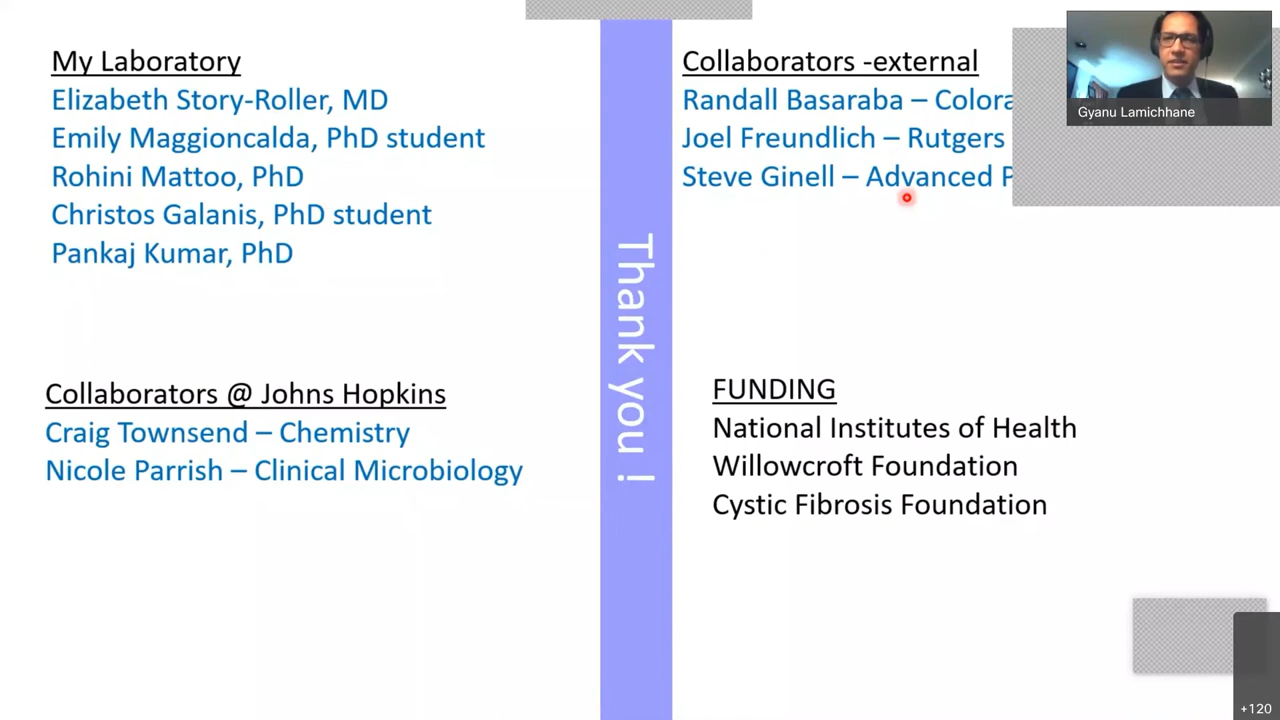 My Laboratory
Elizabeth Story-Roller, MD
Emily Maggioncalda, PhD student
Rohini Mattoo, PhD
Christos Galanis, PhD student
Pankaj Kumar, PhD
Collaborators @ Johns Hopkins
Craig Townsend – Chemistry
Nicole Parrish – Clinical Microbiology
Thank you !
Collaborators -external
Randall Basaraba –
Joel Freundlich – Rutgers
Steve Ginell – Advanced
FUNDING
National Institutes of Health
Willowcroft Foundation
Cystic Fibrosis Foundation
Gyanu Lamichhane
+120